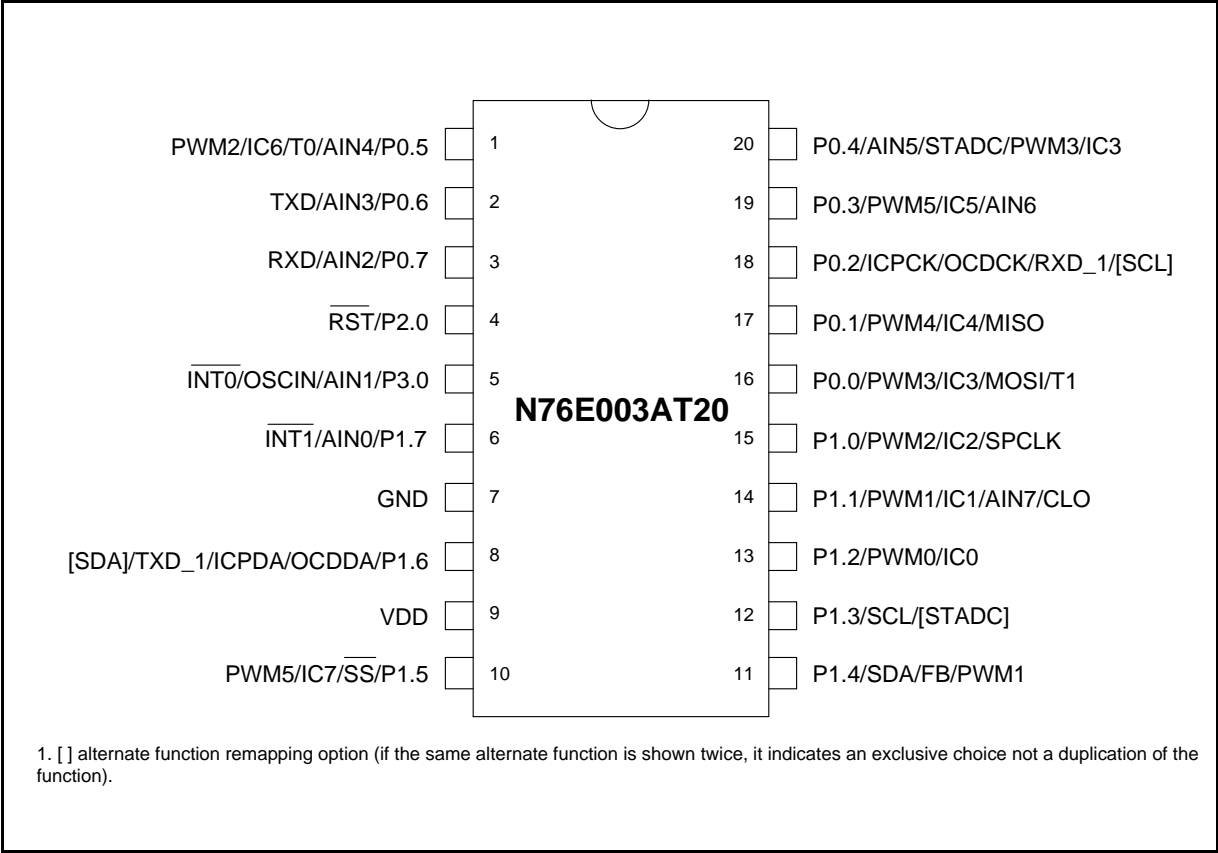 PWM2/IC6/T0/AIN4/P0.5 1 20 P0.4/AIN5/STADC/PWM3/IC3
TXD/AIN3/P0.6 2 19 P0.3/PWM5/IC5/AIN6
RXD/AIN2/P0.7 3 18 P0.2/ICPCK/OCDCK/RXD_1/[SCL]
RST/P2.0 4 17 P0.1/PWM4/IC4/MISO
INT0/OSCIN/AIN1/P3.0 5 16 P0.0/PWM3/IC3/MOSI/T1
N76E003AT20
INT1/AIN0/P1.7 6 15 P1.0/PWM2/IC2/SPCLK
GND 7 14 P1.1/PWM1/IC1/AIN7/CLO
[SDA]/TXD_1/ICPDA/OCDDA/P1.6 8 13 P1.2/PWM0/IC0
VDD 9 12 P1.3/SCL/[STADC]
PWM5/IC7/SS/P1.5 10 11 P1.4/SDA/FB/PWM1
1. [ ] alternate function remapping option (if the same alternate function is shown twice, it indicates an exclusive choice not a duplication of the
function).